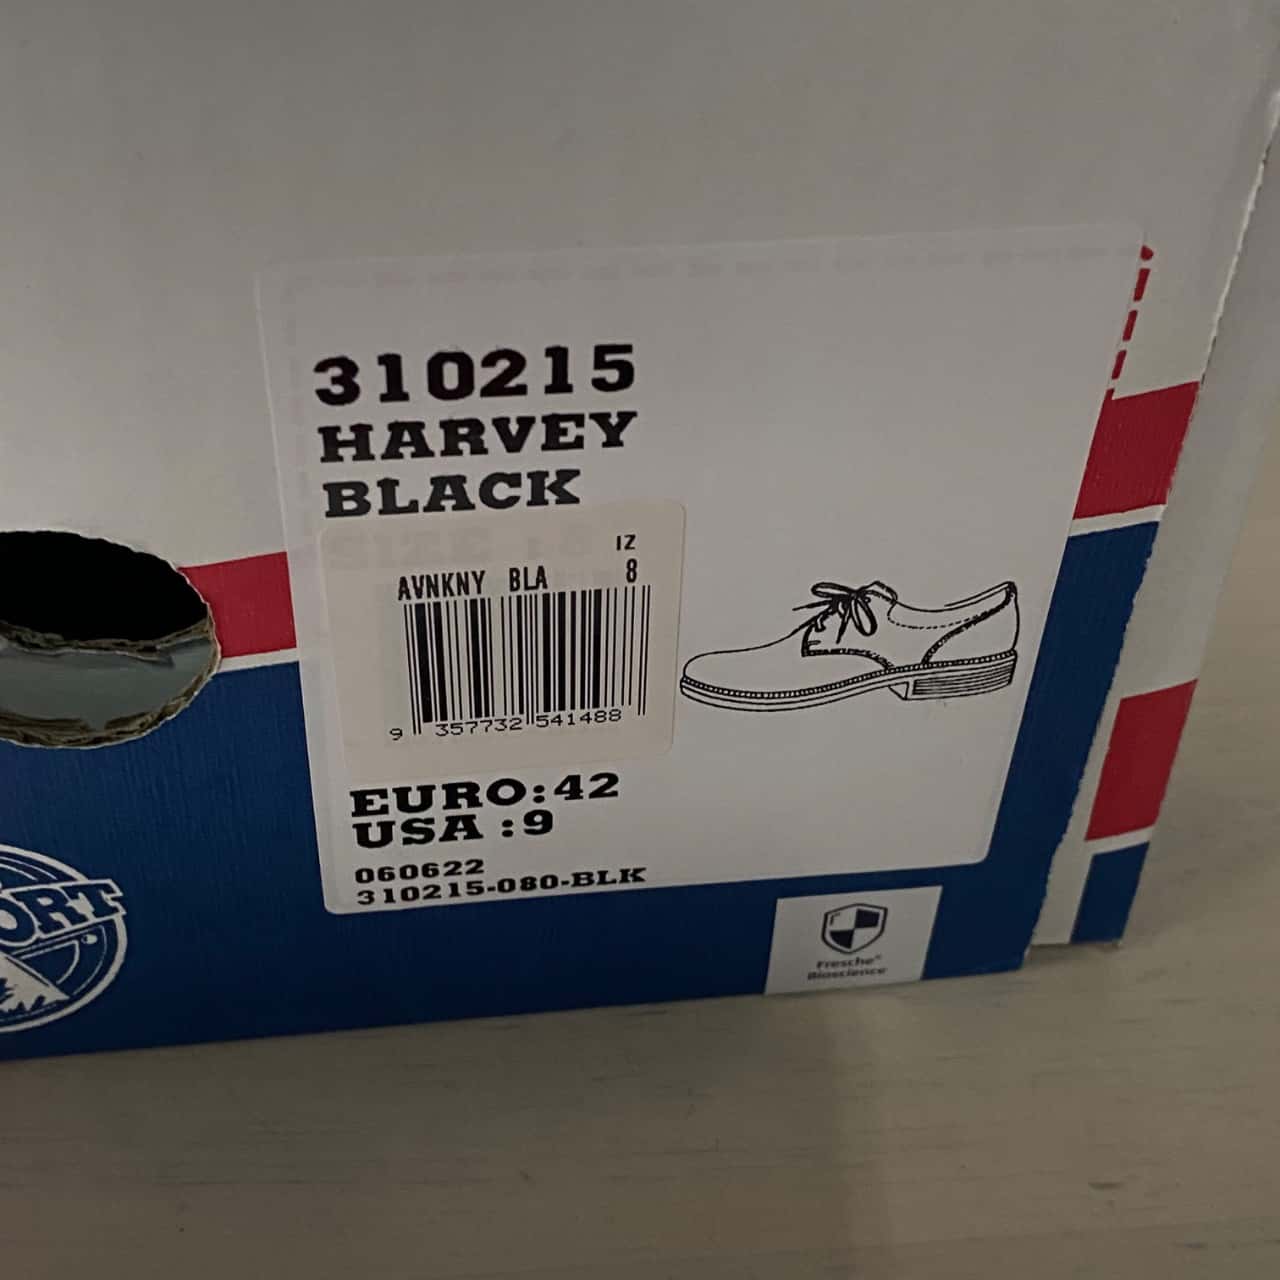 310215
HARVEY
BLACK
IZ
AVNKNY BLA 8
9 357732 541488
EURO:42
USA :9
060622
310215-080-BLK
Fresche®
Bioscience